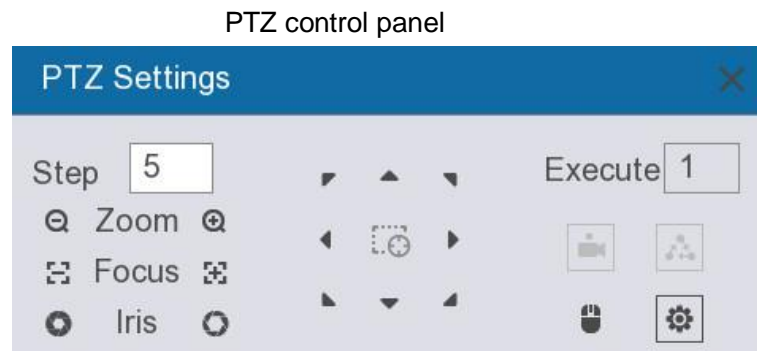 PTZ control panel
PTZ Settings
Step 5
Execute 1
Zoom
Focus
Iris